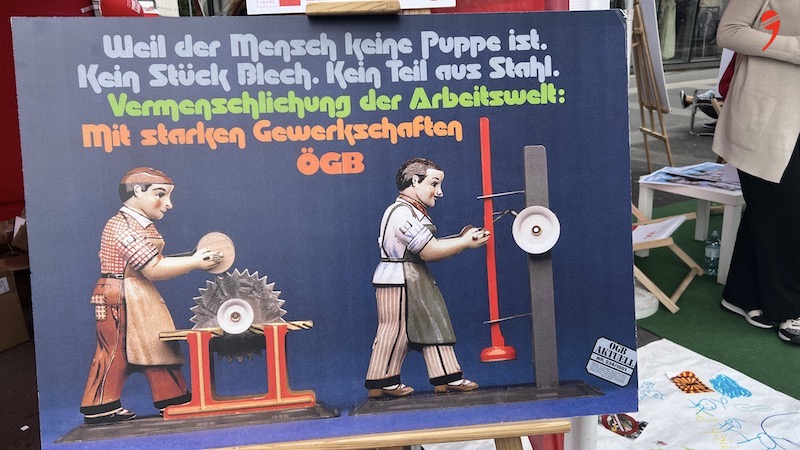 Weil der Mensch keine Puppe ist.
Kein Stück Blech. Kein Teil aus Stahl.
Vermenschlichung der Arbeitswelt:
Mit starken Gewerkschaften
ÖGB
ÖGB
AKTUELL